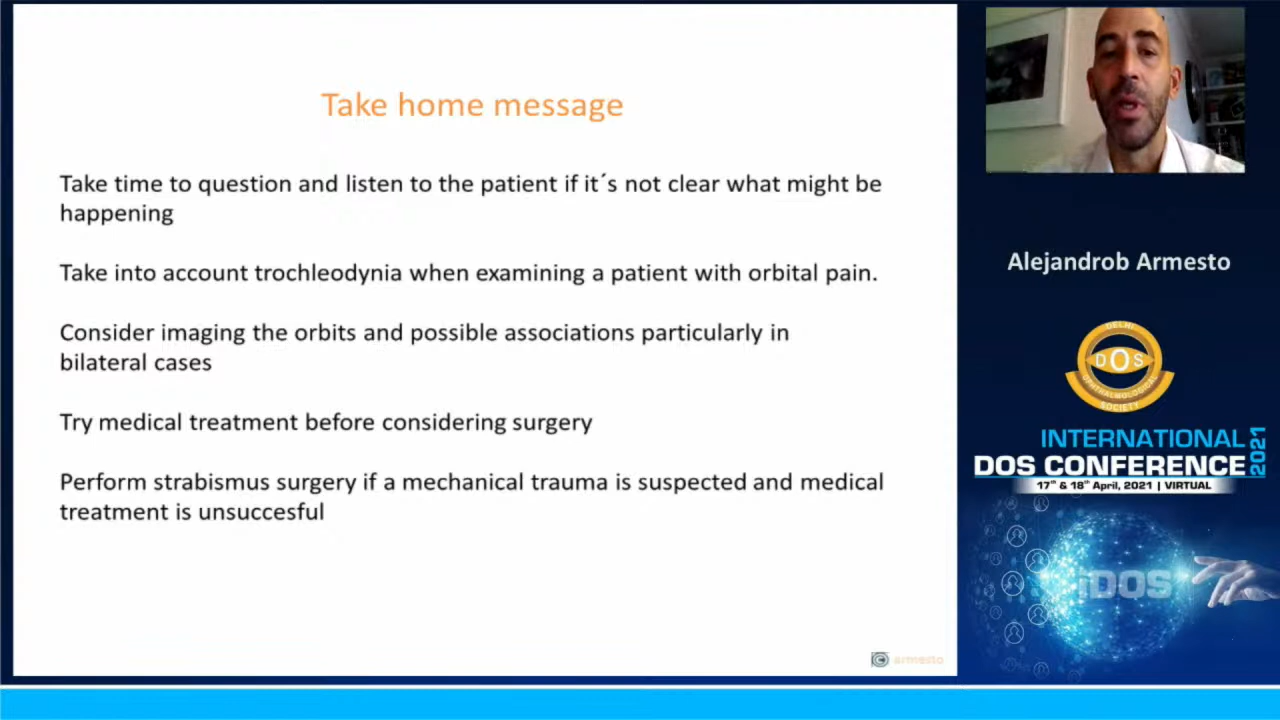 Take home message
Take time to question and listen to the patient if it´s not clear what might be
happening
Take into account trochleodynia when examining a patient with orbital pain.
Consider imaging the orbits and possible associations particularly in
bilateral cases
Try medical treatment before considering surgery
Perform strabismus surgery if a mechanical trauma is suspected and medical
treatment is unsuccesful
armesto
Alejandrob Armesto
DELHI
DOS
OPHTHALMOLOGICAL
SOCIETY
INTERNATIONAL
DOS CONFERENCE
2021
17th & 18th April, 2021 | VIRTUAL
iDOS